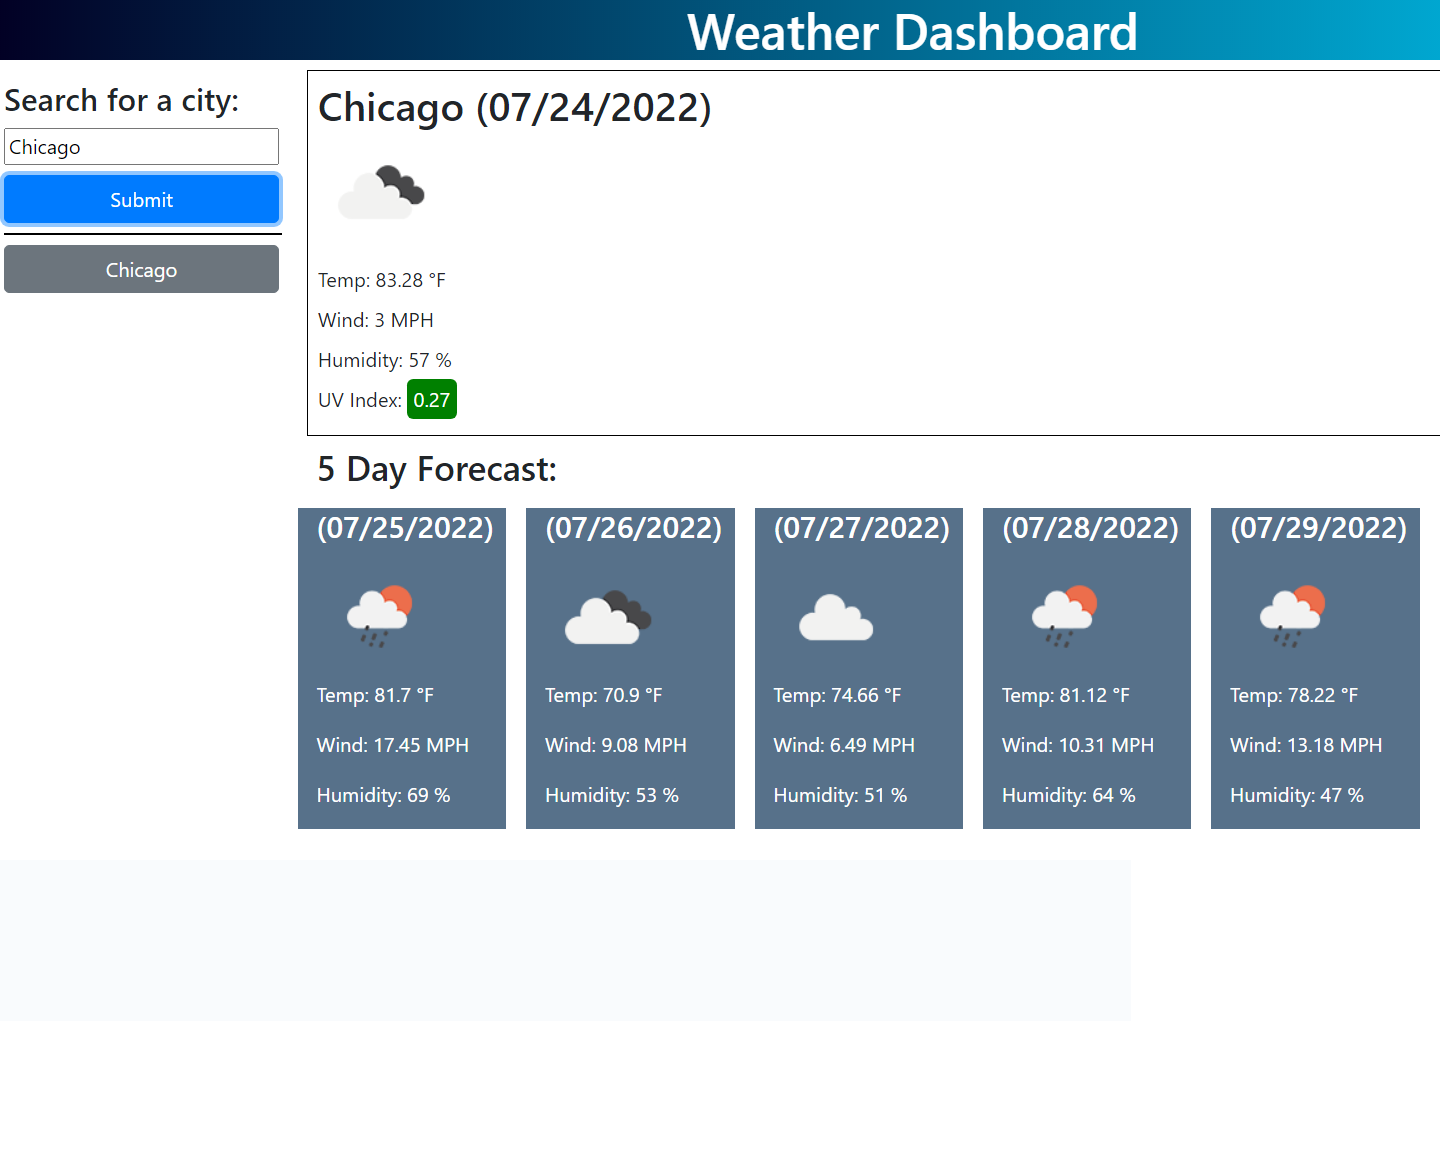 Weather Dashboard
Search for a city:
Chicago
Submit
Chicago
Chicago (07/24/2022)
Temp: 83.28 °F
Wind: 3 MPH
Humidity: 57 %
UV Index: 0.27
5 Day Forecast:
(07/25/2022)
Temp: 81.7 °F
Wind: 17.45 MPH
Humidity: 69 %
(07/26/2022)
Temp: 70.9 °F
Wind: 9.08 MPH
Humidity: 53 %
(07/27/2022)
Temp: 74.66 °F
Wind: 6.49 MPH
Humidity: 51 %
(07/28/2022)
Temp: 81.12 °F
Wind: 10.31 MPH
Humidity: 64 %
(07/29/2022)
Temp: 78.22 °F
Wind: 13.18 MPH
Humidity: 47 %